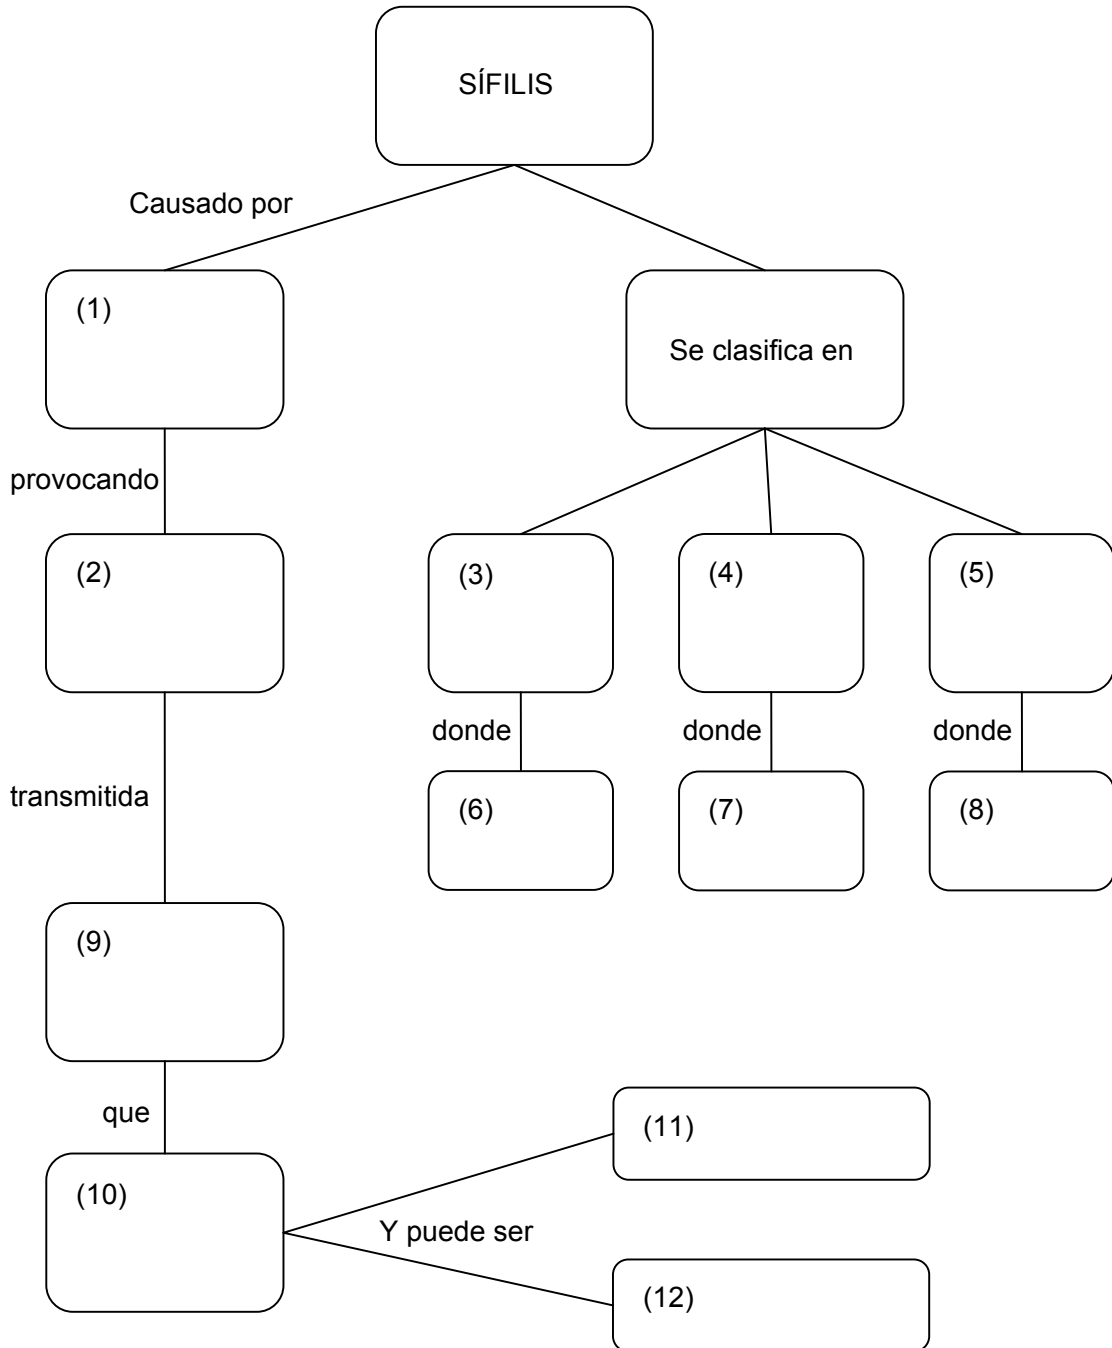 SÍFILIS
Causado por
(1)
Se clasifica en
provocando
(2)
(3)
(4)
(5)
donde
donde
donde
transmitida
(6)
(7)
(8)
(9)
que
(10)
(11)
Y puede ser
(12)